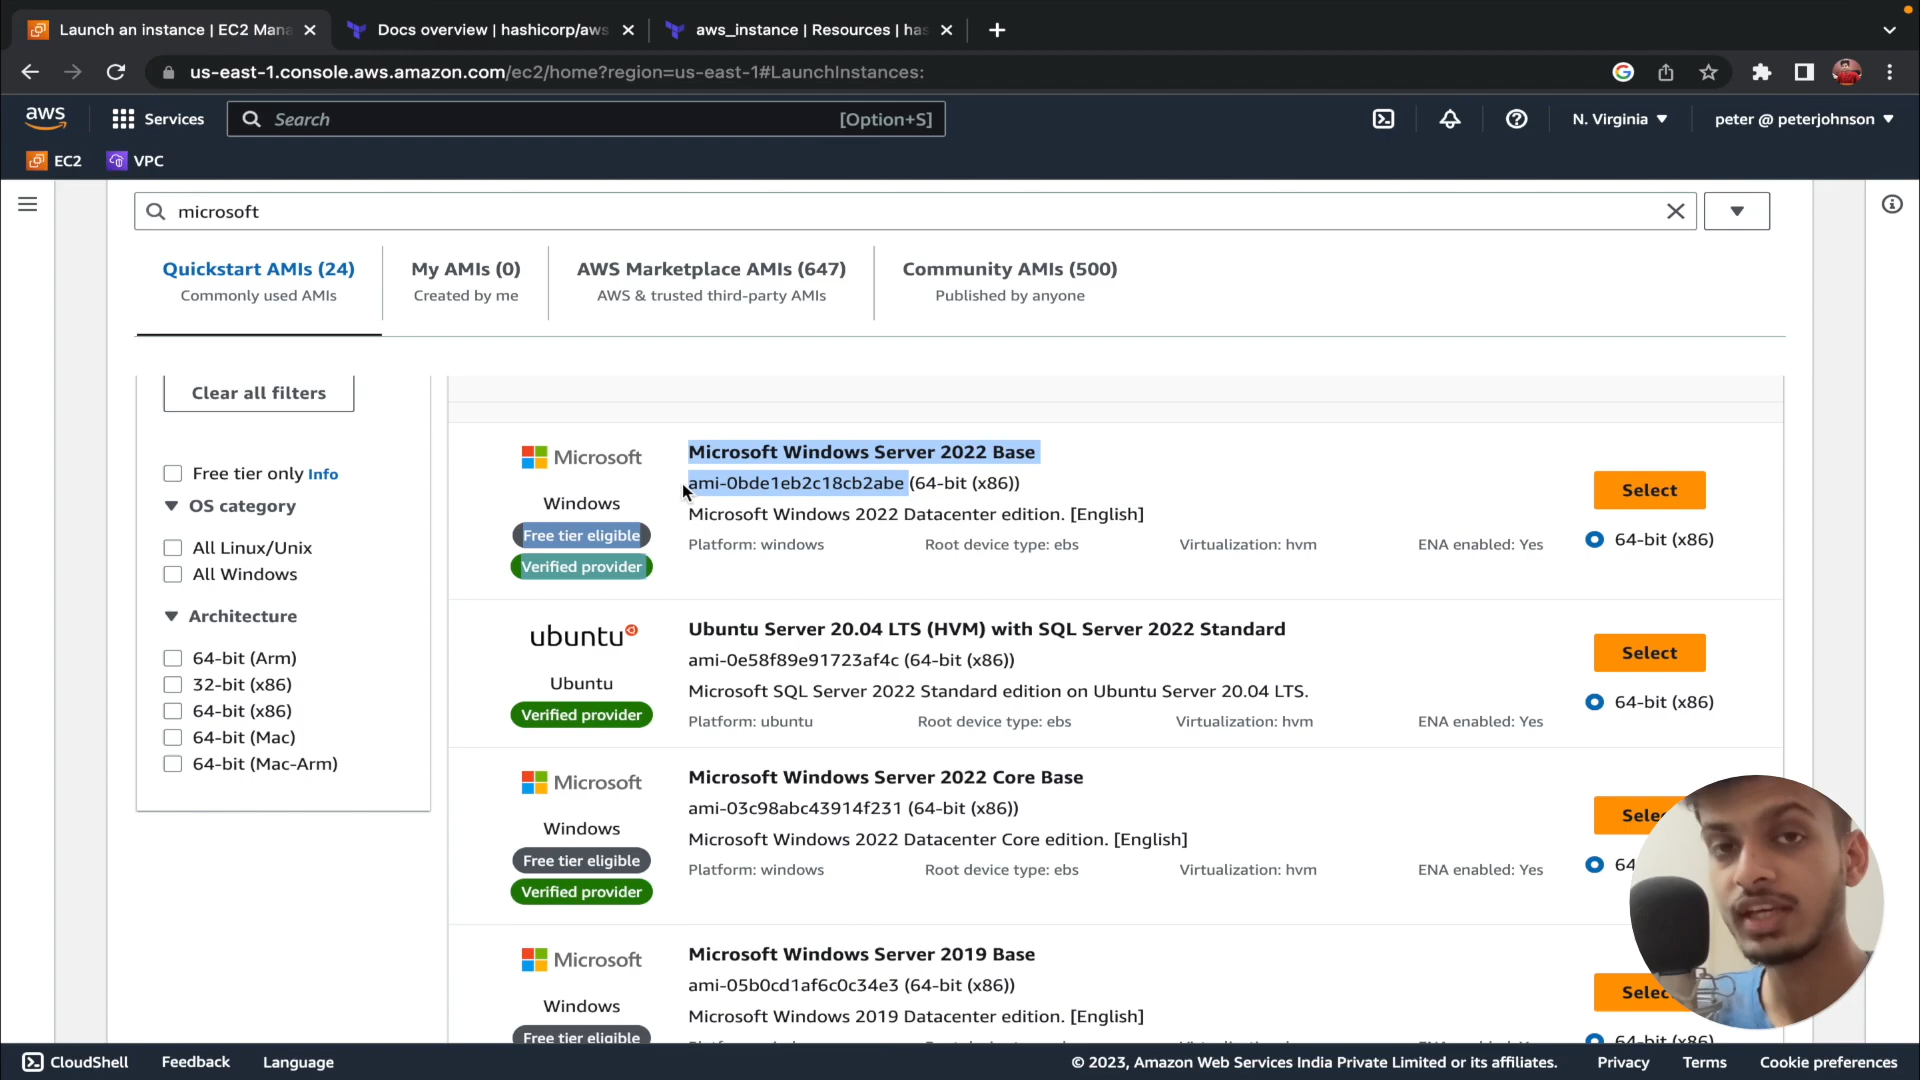 Launch an instance | EC2 Mana
Docs overview | hashicorp/aws
aws_instance | Resources | has
us-east-1.console.aws.amazon.com/ec2/home?region=us-east-1#LaunchInstances:
aws
Services
Search
[Option+S]
N. Virginia
peter @ peterjohnson
EC2
VPC
microsoft
Quickstart AMIs (24)
Commonly used AMIs
My AMIs (0)
Created by me
AWS Marketplace AMIs (647)
AWS & trusted third-party AMIs
Community AMIs (500)
Published by anyone
Clear all filters
Free tier only Info
OS category
All Linux/Unix
All Windows
Architecture
64-bit (Arm)
32-bit (x86)
64-bit (x86)
64-bit (Mac)
64-bit (Mac-Arm)
Microsoft
Windows
Free tier eligible
Verified provider
Microsoft Windows Server 2022 Base
ami-0bde1eb2c18cb2abe (64-bit (x86))
Microsoft Windows 2022 Datacenter edition. [English]
Platform: windows
Root device type: ebs
Virtualization: hvm
ENA enabled: Yes
Select
64-bit (x86)
ubuntu
Ubuntu
Verified provider
Ubuntu Server 20.04 LTS (HVM) with SQL Server 2022 Standard
ami-0e58f89e91723af4c (64-bit (x86))
Microsoft SQL Server 2022 Standard edition on Ubuntu Server 20.04 LTS.
Platform: ubuntu
Root device type: ebs
Virtualization: hvm
ENA enabled: Yes
Select
64-bit (x86)
Microsoft
Windows
Free tier eligible
Verified provider
Microsoft Windows Server 2022 Core Base
ami-03c98abc43914f231 (64-bit (x86))
Microsoft Windows 2022 Datacenter Core edition. [English]
Platform: windows
Root device type: ebs
Virtualization: hvm
ENA enabled: Yes
Sele
64
Microsoft
Windows
Free tier eligible
Microsoft Windows Server 2019 Base
ami-05b0cd1af6c0c34e3 (64-bit (x86))
Microsoft Windows 2019 Datacenter edition. [English]
Selec
64-bit (x86)
CloudShell
Feedback
Language
© 2023, Amazon Web Services India Private Limited or its affiliates.
Privacy
Terms
Cookie preferences